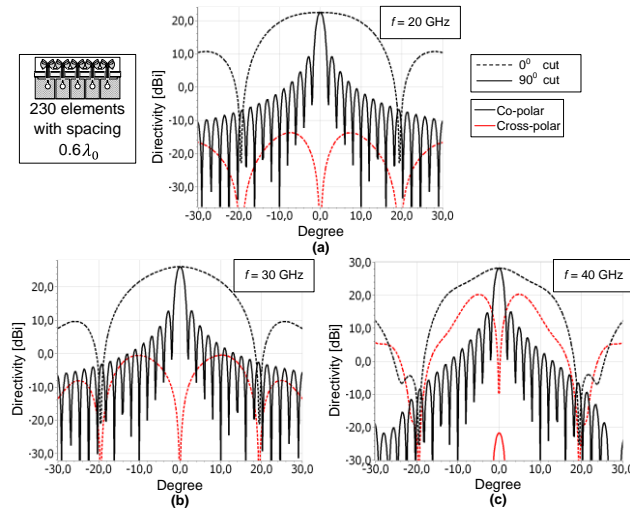 230 elements
with spacing
0.6λ₀
Directivity [dBi]
20,0
10,0
0,0
-10,0
-20,0
-30,0
-30,0 -20,0 -10,0 0,0 10,0 20,0 30,0
Degree
(a)
f = 20 GHz
0⁰ cut
90⁰ cut
Co-polar
Cross-polar
Directivity [dBi]
20,0
10,0
0,0
-10,0
-20,0
-30,0
-30,0 -20,0 -10,0 0,0 10,0 20,0 30,0
Degree
(b)
f = 30 GHz
Directivity [dBi]
30,0
20,0
10,0
0,0
-10,0
-20,0
-30,0
-30,0 -20,0 -10,0 0,0 10,0 20,0 30,0
Degree
(c)
f = 40 GHz